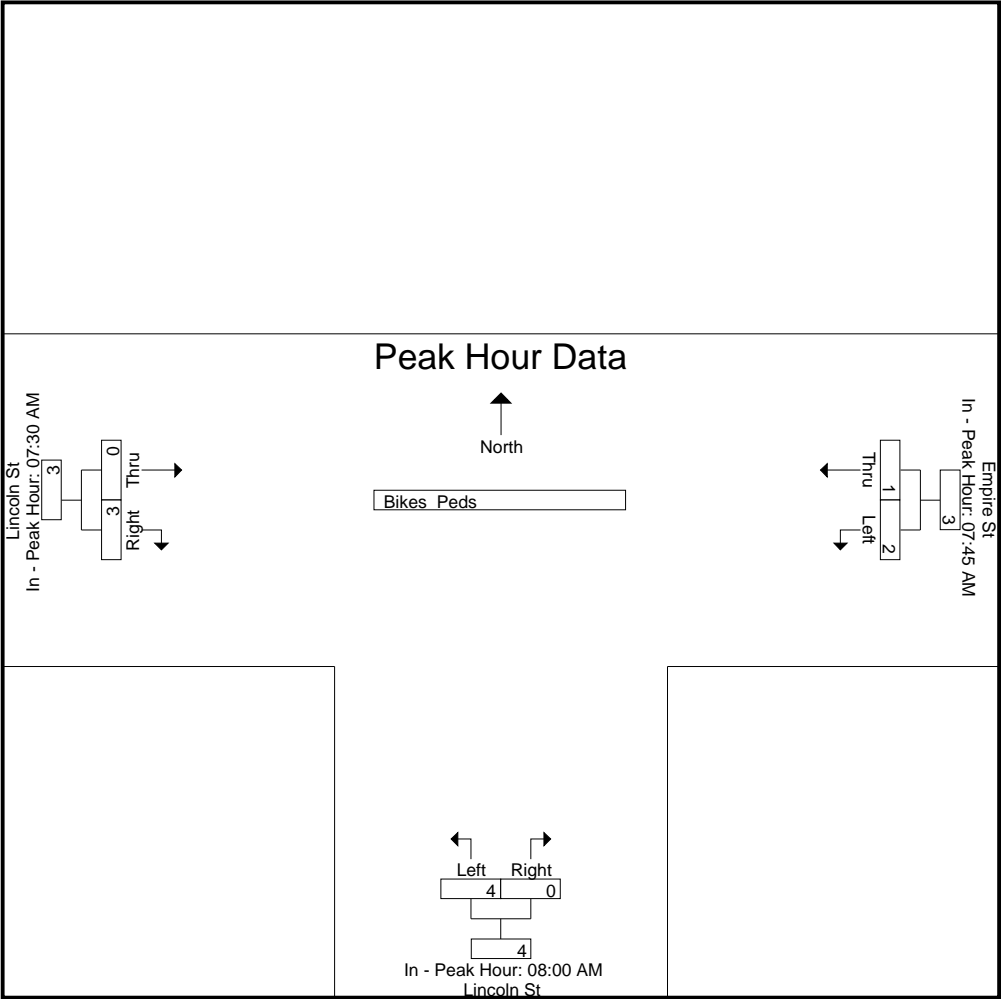 Peak Hour Data
North
Bikes Peds
Lincoln St
In - Peak Hour: 07:30 AM
3
0
3
Thru
Right
Thru
Left
1
2
3
In - Peak Hour: 07:45 AM
Empire St
Left Right
4 0
4
In - Peak Hour: 08:00 AM
Lincoln St